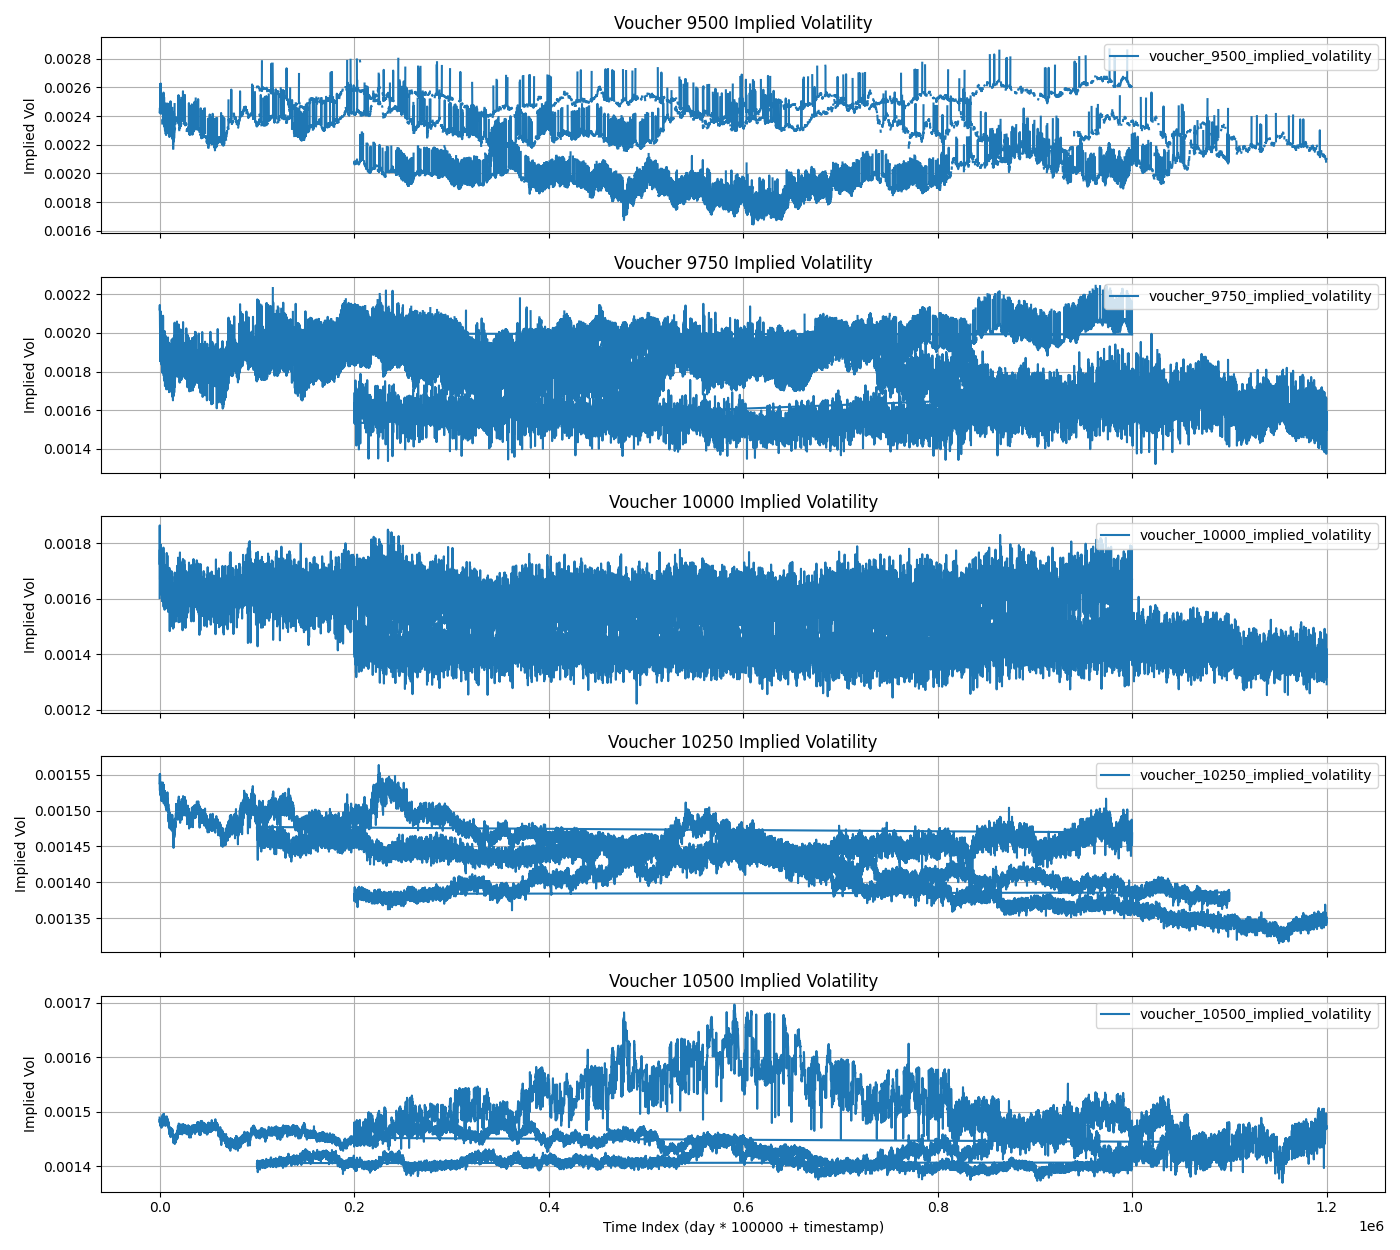 Voucher 9500 Implied Volatility
0.0028
0.0026
0.0024
0.0022
0.0020
0.0018
0.0016
Implied Vol
voucher_9500_implied_volatility
Voucher 9750 Implied Volatility
0.0022
0.0020
0.0018
0.0016
0.0014
Implied Vol
voucher_9750_implied_volatility
Voucher 10000 Implied Volatility
0.0018
0.0016
0.0014
0.0012
Implied Vol
voucher_10000_implied_volatility
Voucher 10250 Implied Volatility
0.00155
0.00150
0.00145
0.00140
0.00135
Implied Vol
voucher_10250_implied_volatility
Voucher 10500 Implied Volatility
0.0017
0.0016
0.0015
0.0014
Implied Vol
voucher_10500_implied_volatility
0.0 0.2 0.4 0.6 0.8 1.0 1.2
1e6
Time Index (day * 100000 + timestamp)